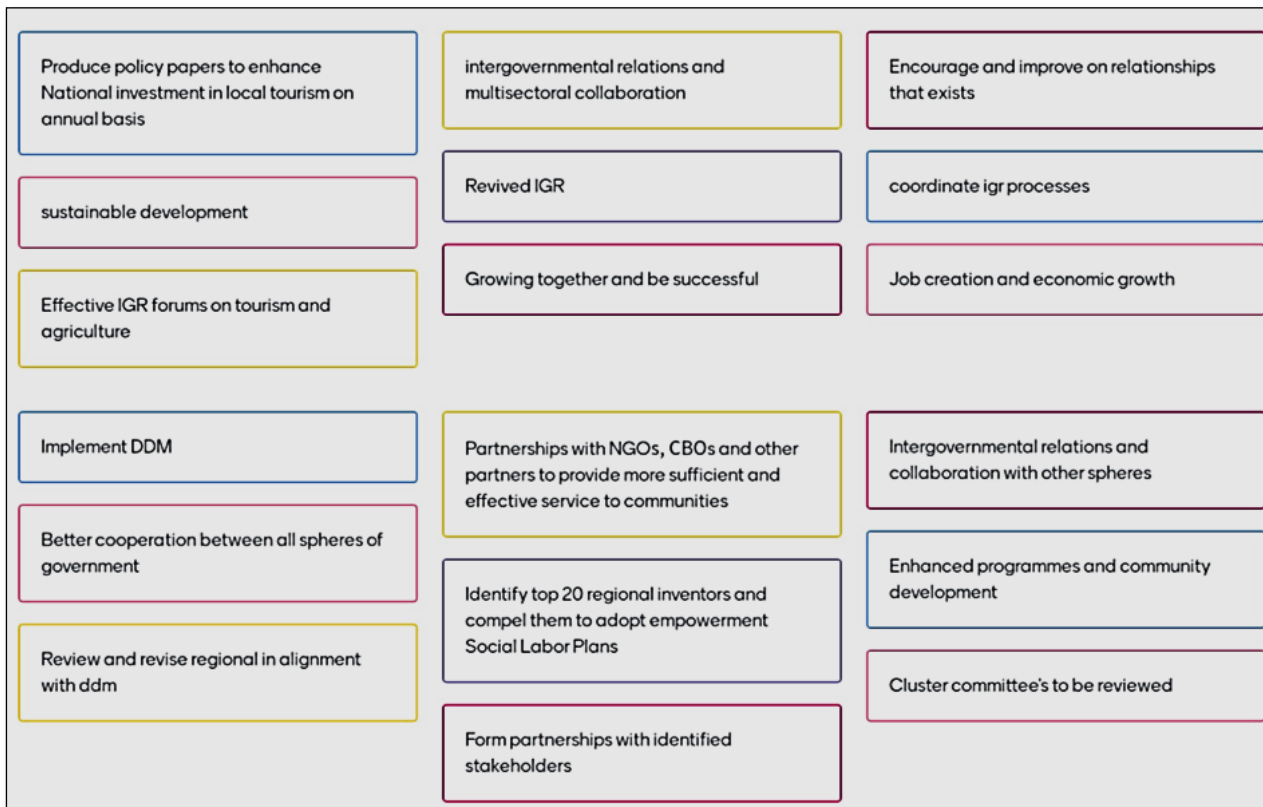 Produce policy papers to enhance
National investment in local tourism on
annual basis
sustainable development
Effective IGR forums on tourism and
agriculture
intergovernmental relations and
multisectoral collaboration
Revived IGR
Growing together and be successful
Encourage and improve on relationships
that exists
coordinate igr processes
Job creation and economic growth
Implement DDM
Better cooperation between all spheres of
government
Review and revise regional in alignment
with ddm
Partnerships with NGOs, CBOs and other
partners to provide more sufficient and
effective service to communities
Identify top 20 regional inventors and
compel them to adopt empowerment
Social Labor Plans
Form partnerships with identified
stakeholders
Intergovernmental relations and
collaboration with other spheres
Enhanced programmes and community
development
Cluster committee's to be reviewed